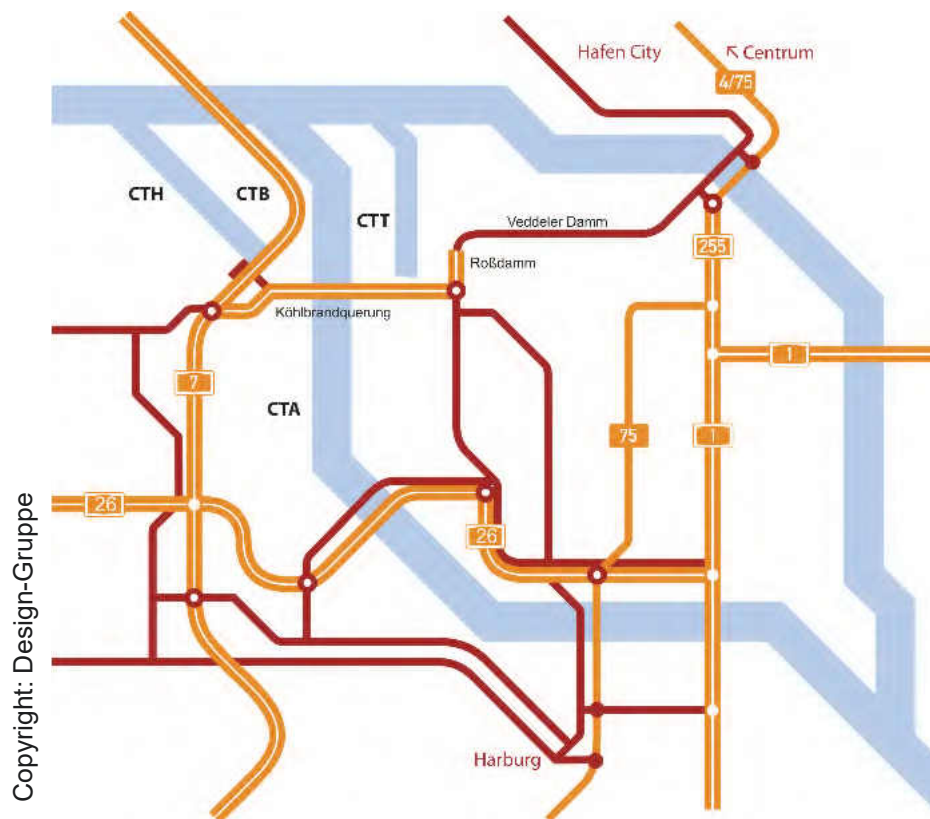 Hafen City
Centrum
4/75
CTH
CTB
CTT
Veddeler Damm
255
Roßdamm
Köhlbrandquerung
1
7
CTA
75
1
26
26
Harburg
Copyright: Design-Gruppe